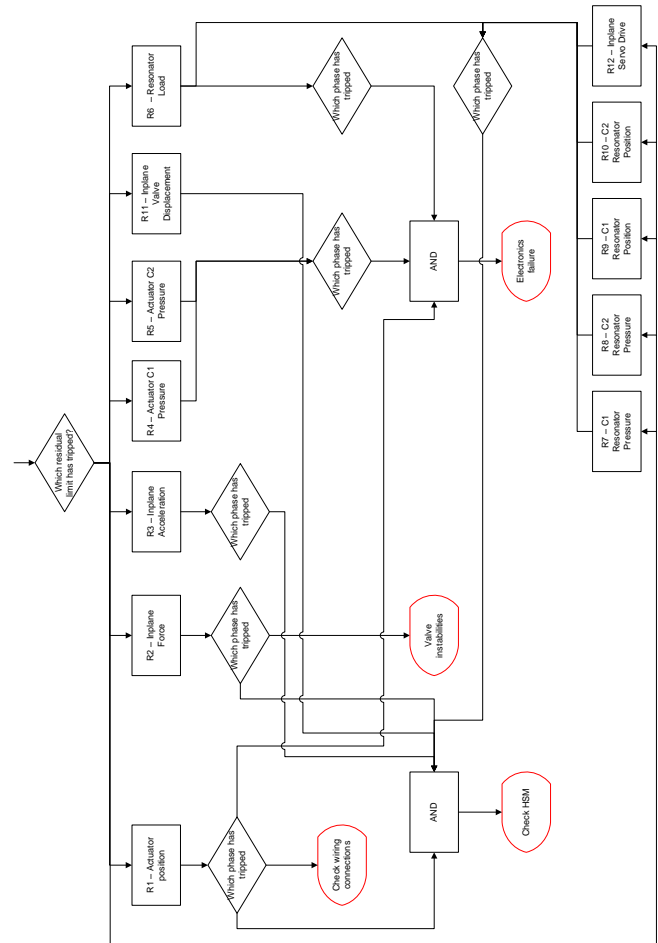 Which residual
limit has tripped?
R1 – Actuator
position
R2 – Inplane
Force
R3 – Inplane
Acceleration
R4 – Actuator C1
Pressure
R5 – Actuator C2
Pressure
R11 – Inplane
Valve
Displacement
R6 – Resonator
Load
Which phase has
tripped
Which phase has
tripped
Which phase has
tripped
Which phase has
tripped
Which phase has
tripped
Which phase has
tripped
Check wiring
connections
Valve
instabilities
AND
AND
Check HSM
Electronics
failure
R7 – C1
Resonator
Pressure
R8 – C2
Resonator
Pressure
R9 – C1
Resonator
Position
R10 – C2
Resonator
Position
R12 – Inplane
Servo Drive